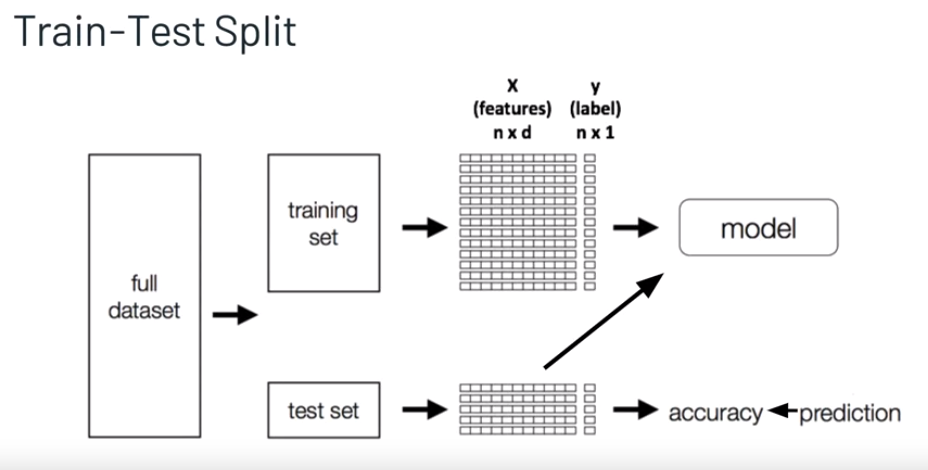 Train-Test Split
X
(features)
n x d
y
(label)
n x 1
full
dataset
training
set
model
test set
accuracy
prediction